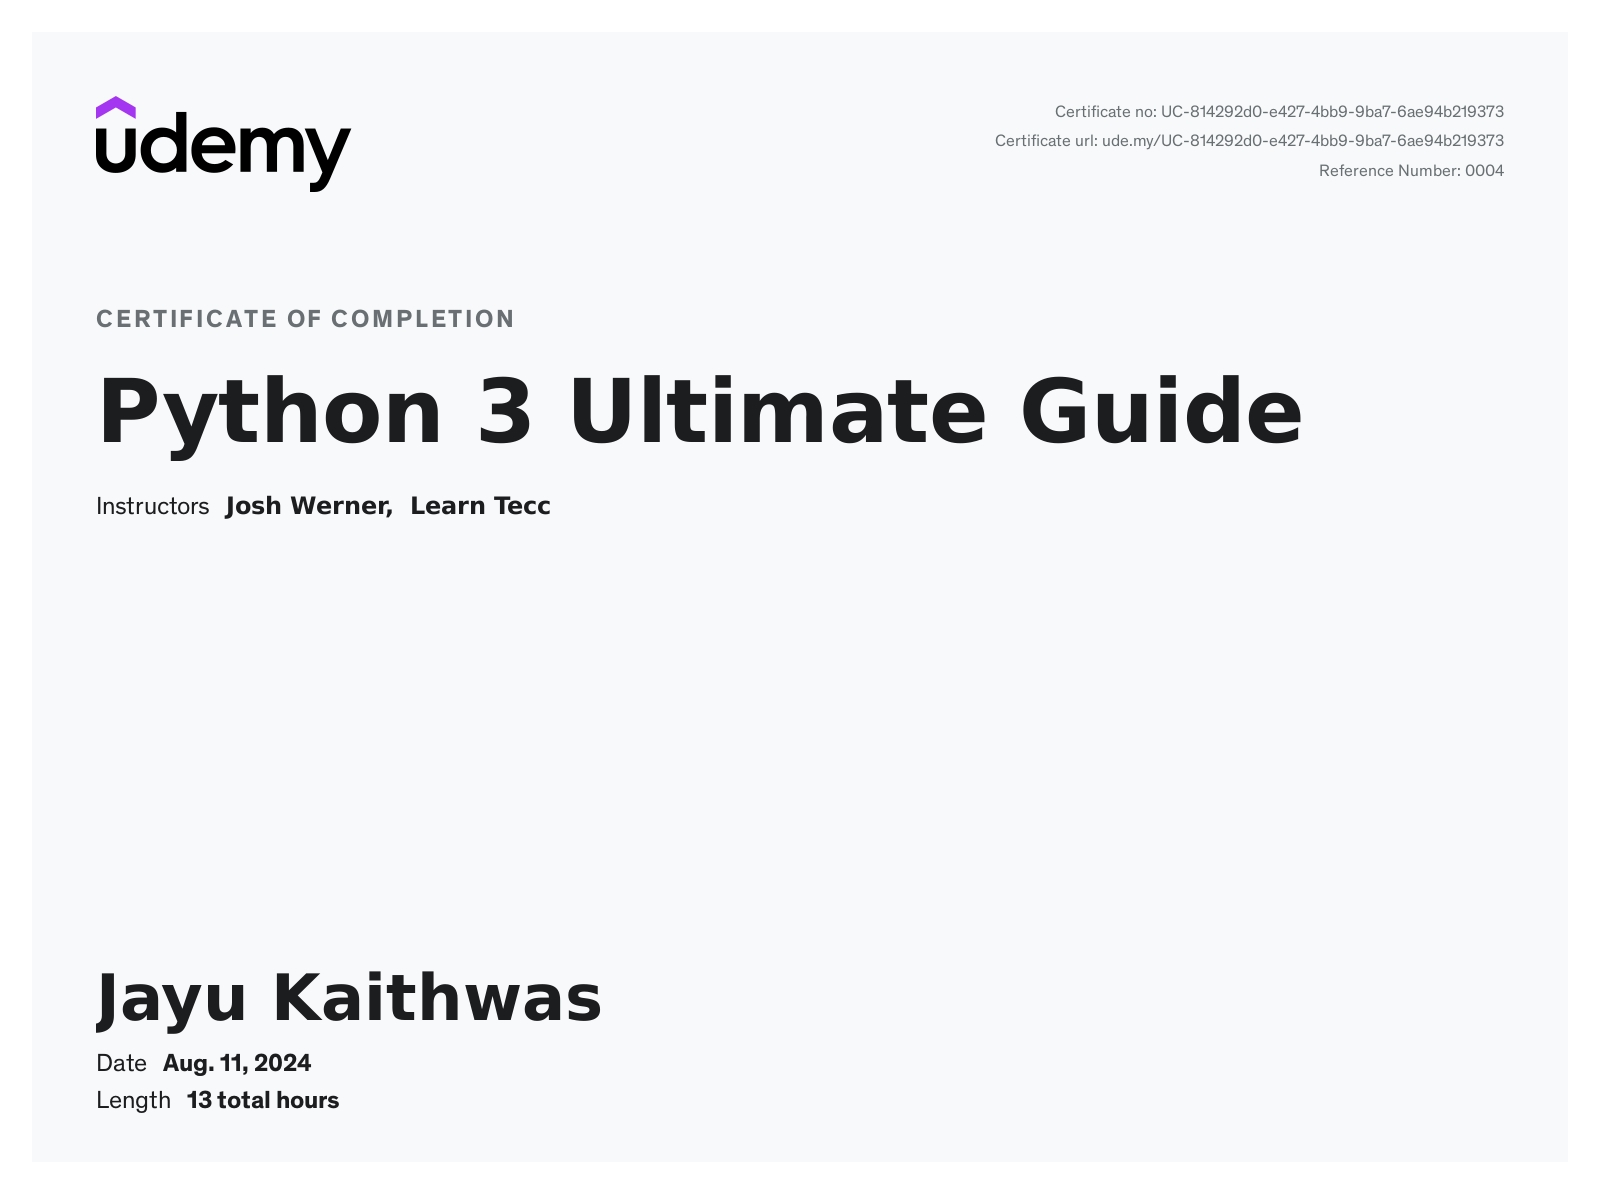 udemy
Certificate no: UC-814292d0-e427-4bb9-9ba7-6ae94b219373
Certificate url: ude.my/UC-814292d0-e427-4bb9-9ba7-6ae94b219373
Reference Number: 0004
CERTIFICATE OF COMPLETION
Python 3 Ultimate Guide
Instructors Josh Werner, Learn Tecc
Jayu Kaithwas
Date Aug. 11, 2024
Length 13 total hours